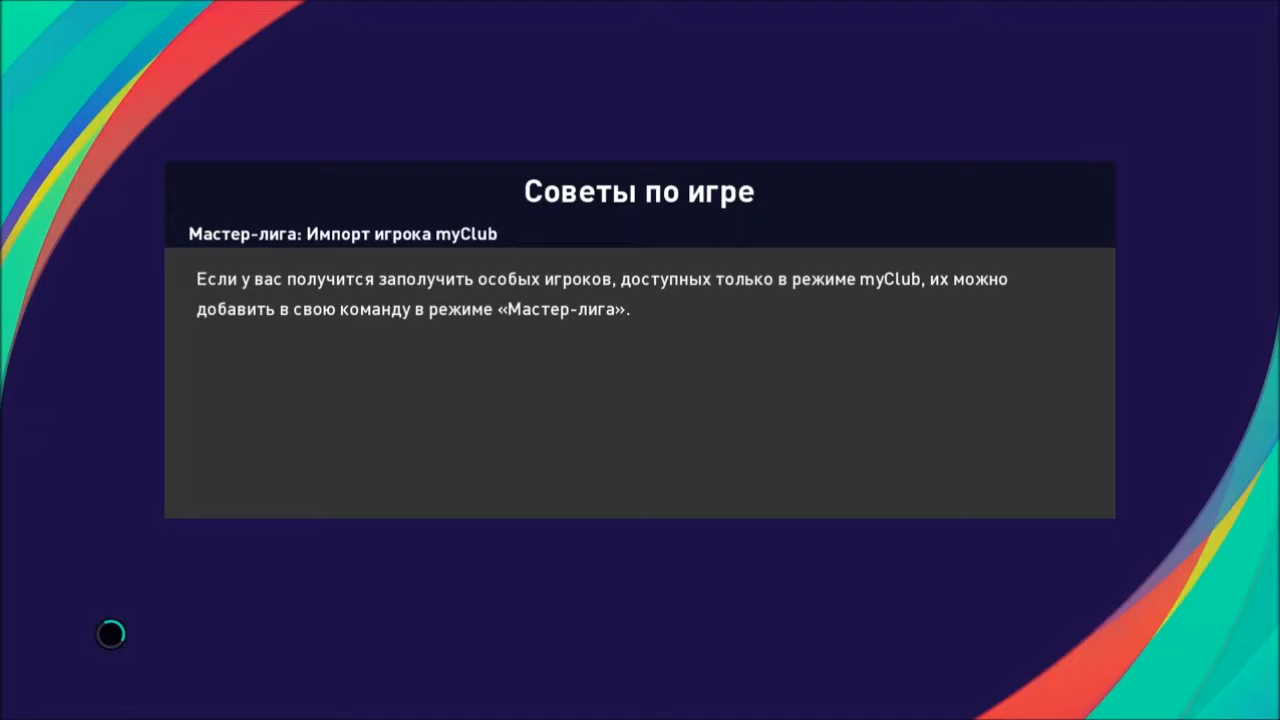 Советы по игре
Мастер-лига: Импорт игрока myClub
Если у вас получится заполучить особых игроков, доступных только в режиме myClub, их можно
добавить в свою команду в режиме «Мастер-лига».